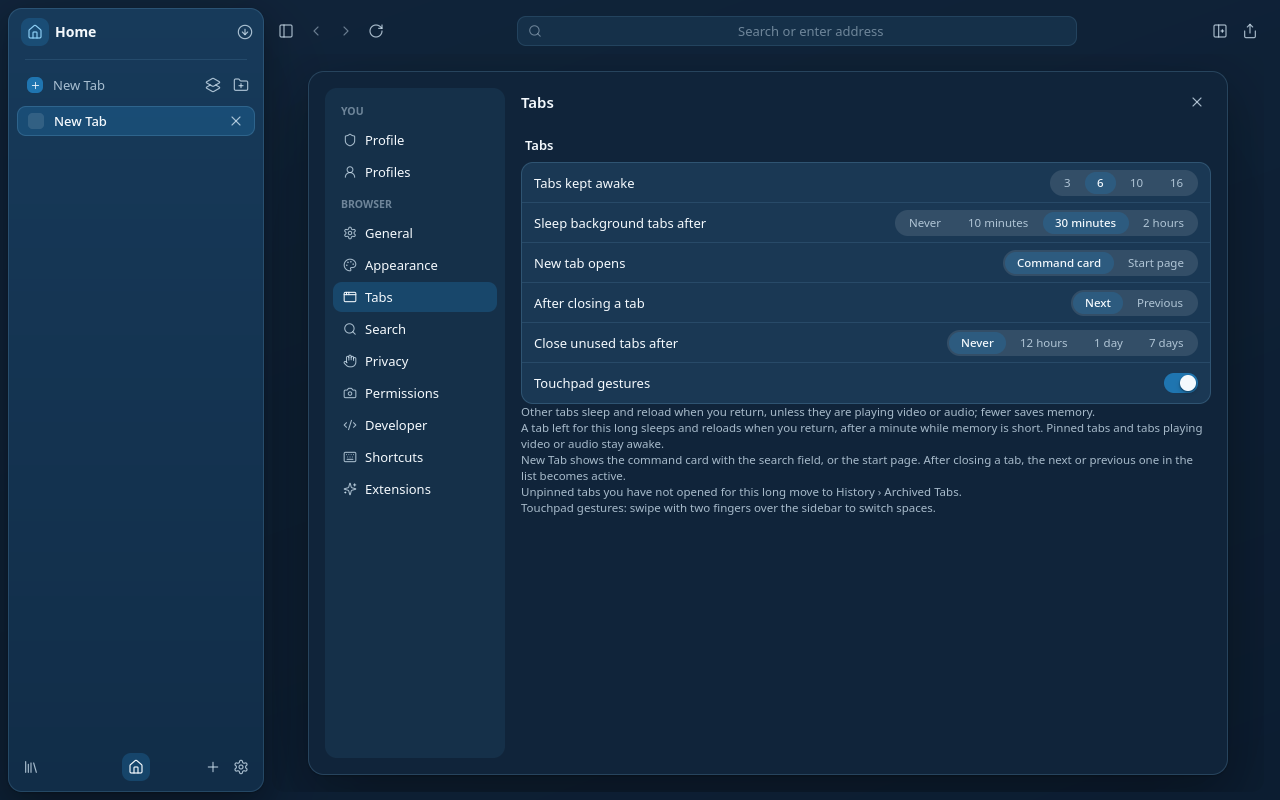 Home
Search or enter address
New Tab
New Tab
YOU
Profile
Profiles
BROWSER
General
Appearance
Tabs
Search
Privacy
Permissions
Developer
Shortcuts
Extensions
Tabs
Tabs
Tabs kept awake 3 6 10 16
Sleep background tabs after Never 10 minutes 30 minutes 2 hours
New tab opens Command card Start page
After closing a tab Next Previous
Close unused tabs after Never 12 hours 1 day 7 days
Touchpad gestures
Other tabs sleep and reload when you return, unless they are playing video or audio; fewer saves memory.
A tab left for this long sleeps and reloads when you return, after a minute while memory is short. Pinned tabs and tabs playing
video or audio stay awake.
New Tab shows the command card with the search field, or the start page. After closing a tab, the next or previous one in the
list becomes active.
Unpinned tabs you have not opened for this long move to History › Archived Tabs.
Touchpad gestures: swipe with two fingers over the sidebar to switch spaces.